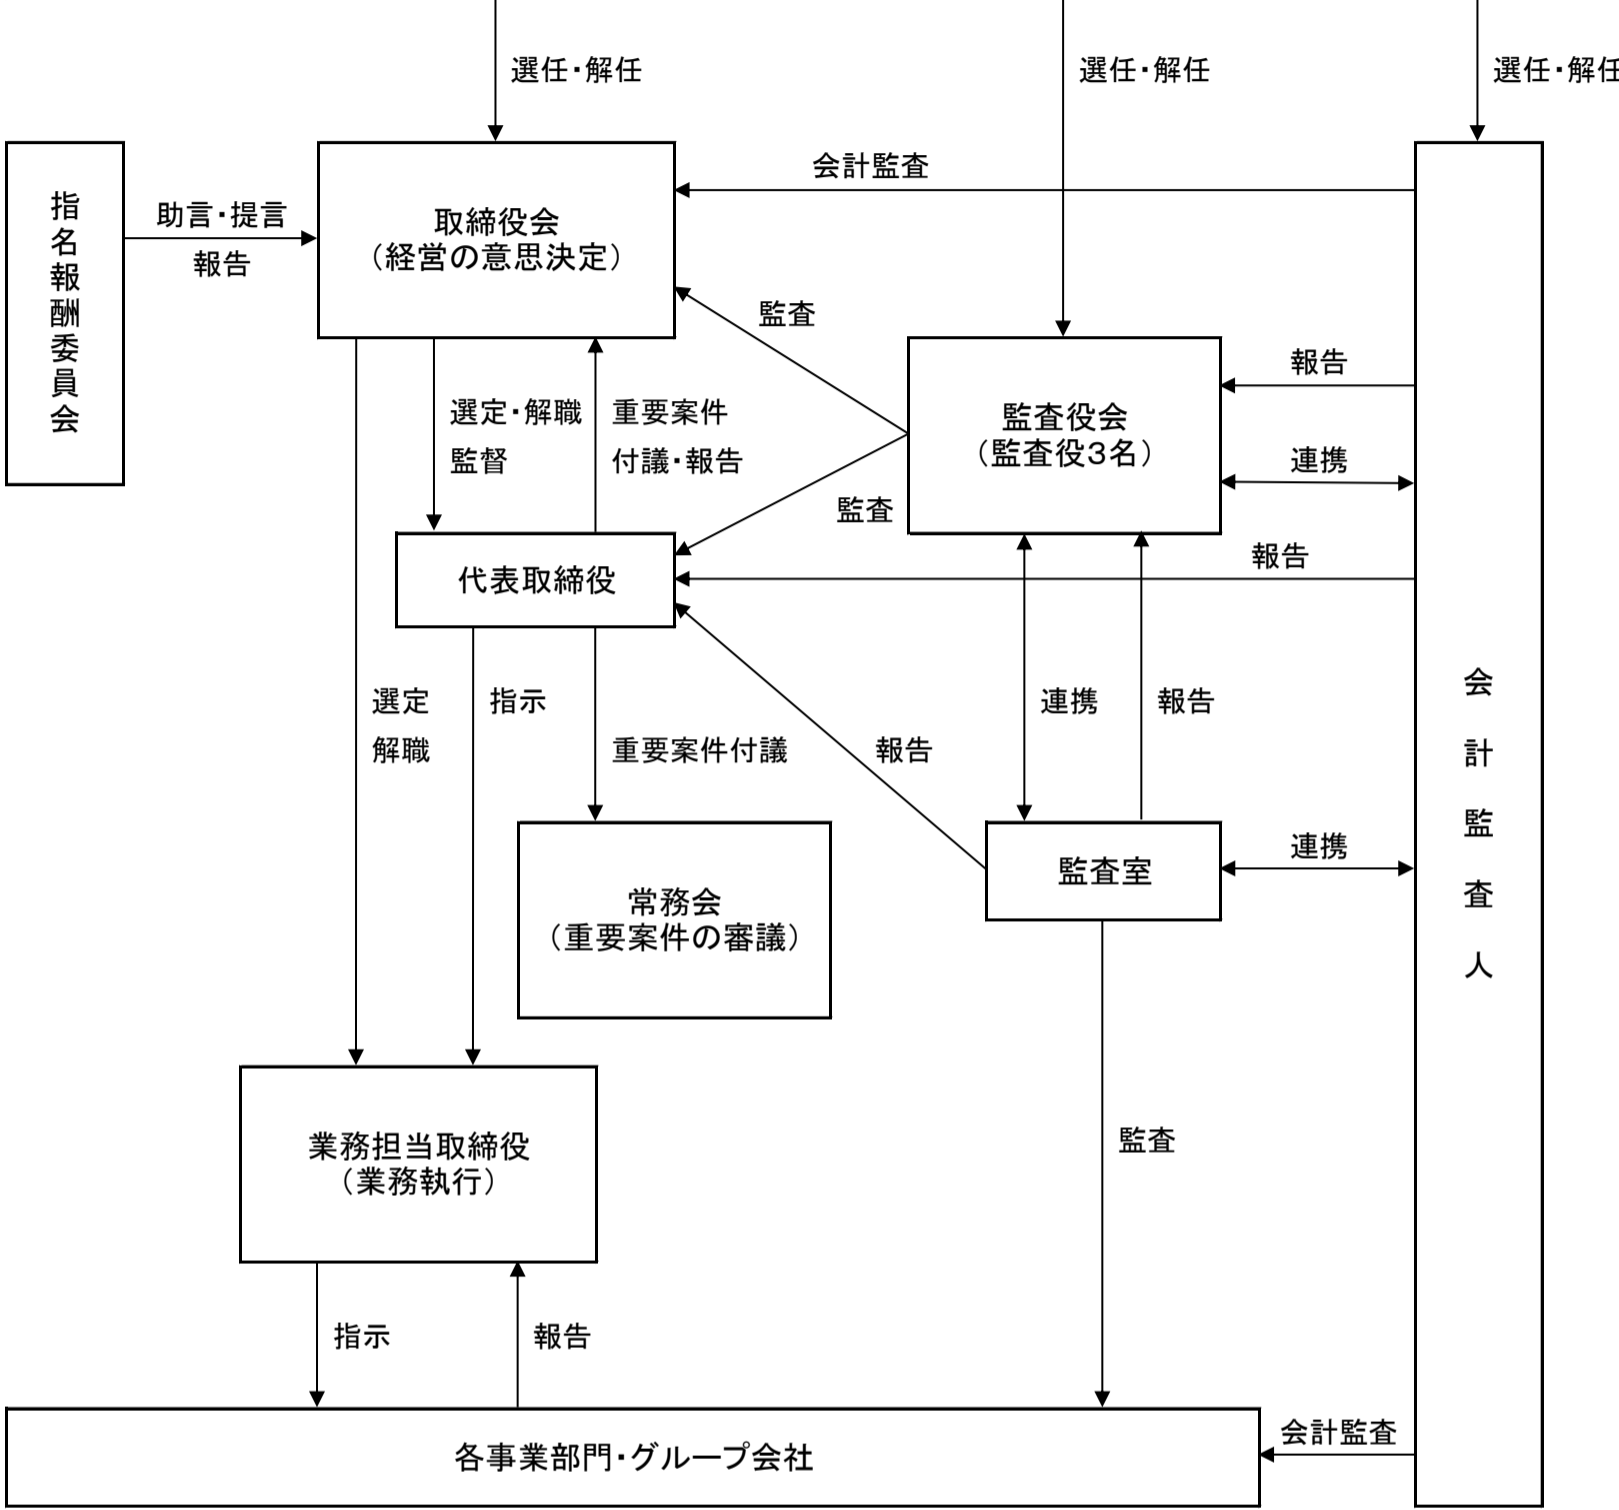 選任・解任
選任・解任
選任・解任
指名報酬委員会
助言・提言
報告
取締役会
（経営の意思決定）
会計監査
監査
監査役会
（監査役３名）
報告
連携
選定・解職
監督
重要案件
付議・報告
監査
報告
代表取締役
選定
解職
指示
重要案件付議
報告
連携
報告
会計監査人
常務会
（重要案件の審議）
監査室
連携
業務担当取締役
（業務執行）
監査
指示
報告
各事業部門・グループ会社
会計監査